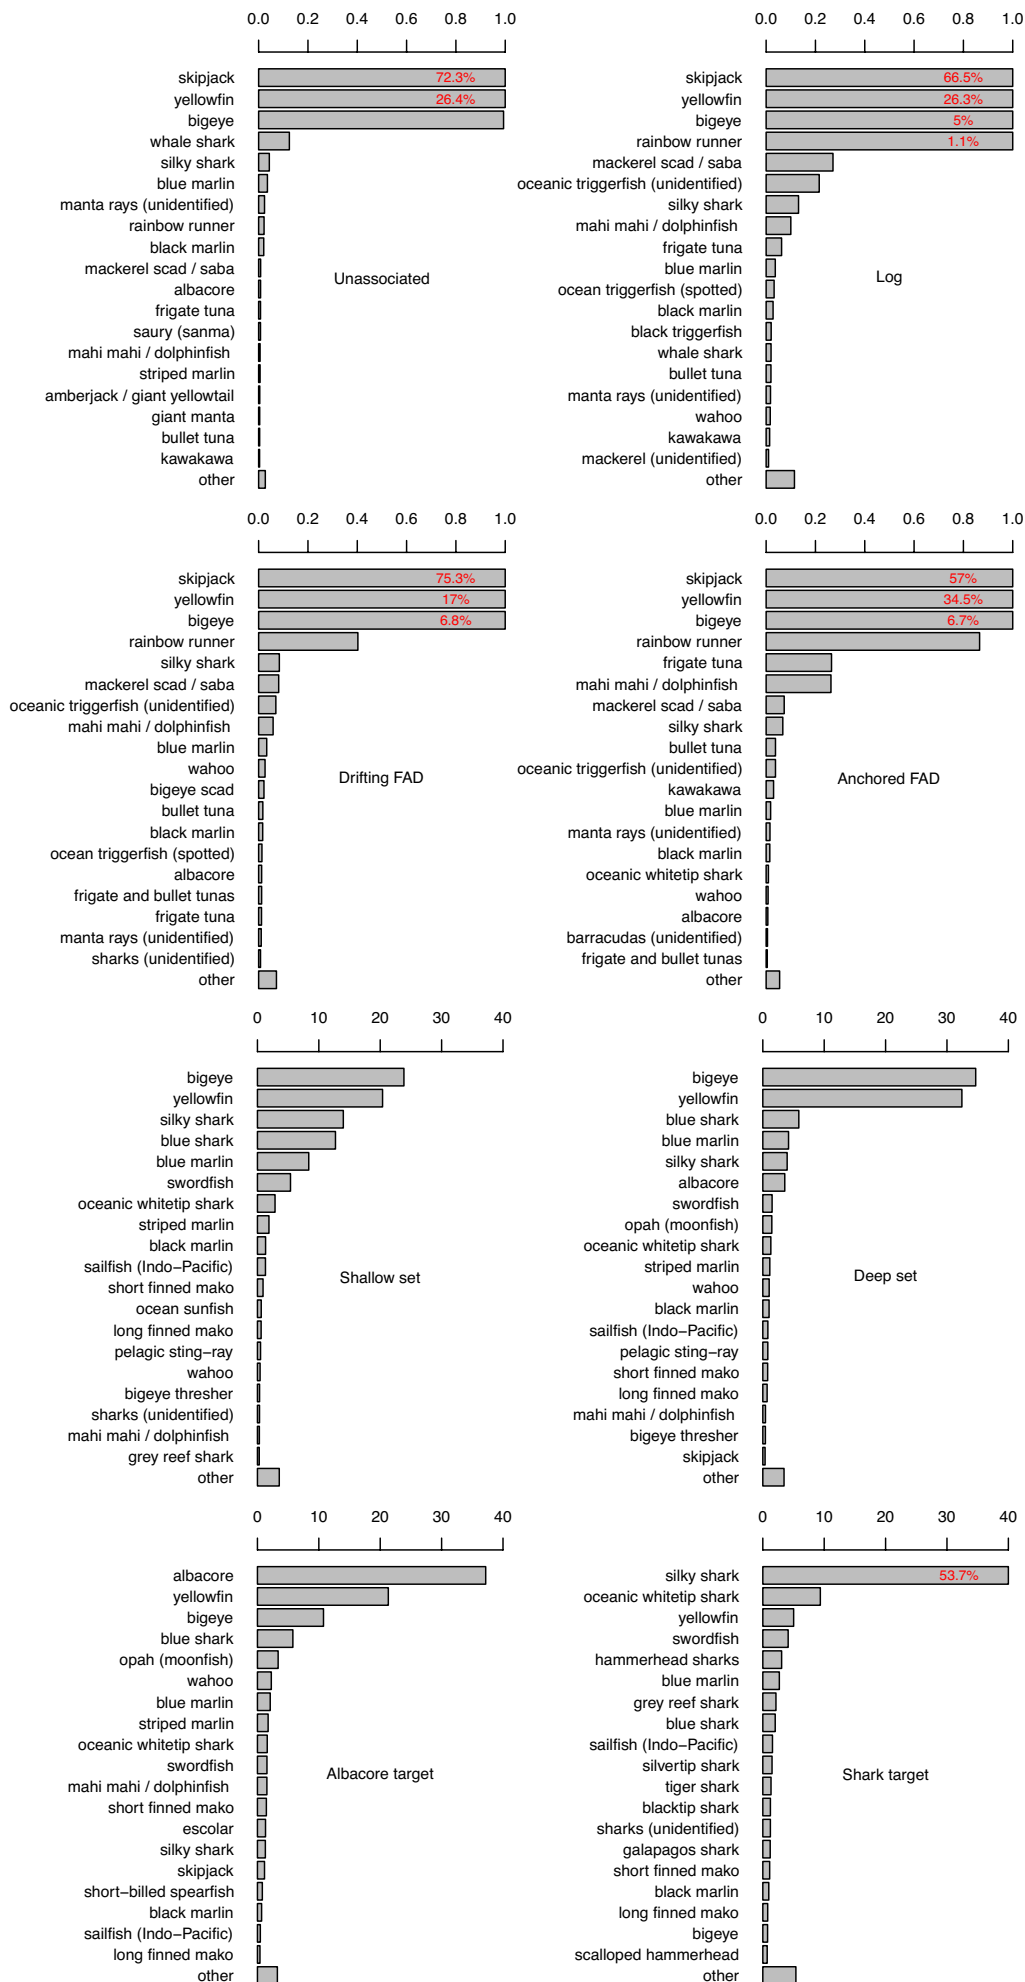 0.0 0.2 0.4 0.6 0.8 1.0
skipjack 72.3%
yellowfin 26.4%
bigeye
whale shark
silky shark
blue marlin
manta rays (unidentified)
rainbow runner
black marlin
mackerel scad / saba
albacore
frigate tuna
saury (sanma)
mahi mahi / dolphinfish
striped marlin
amberjack / giant yellowtail
giant manta
bullet tuna
kawakawa
other
Unassociated
0.0 0.2 0.4 0.6 0.8 1.0
skipjack 66.5%
yellowfin 26.3%
bigeye 5%
rainbow runner 1.1%
mackerel scad / saba
oceanic triggerfish (unidentified)
silky shark
mahi mahi / dolphinfish
frigate tuna
blue marlin
ocean triggerfish (spotted)
black marlin
black triggerfish
whale shark
bullet tuna
manta rays (unidentified)
wahoo
kawakawa
mackerel (unidentified)
other
Log
0.0 0.2 0.4 0.6 0.8 1.0
skipjack 75.3%
yellowfin 17%
bigeye 6.8%
rainbow runner
silky shark
mackerel scad / saba
oceanic triggerfish (unidentified)
mahi mahi / dolphinfish
blue marlin
wahoo
bigeye scad
bullet tuna
black marlin
ocean triggerfish (spotted)
albacore
frigate and bullet tunas
frigate tuna
manta rays (unidentified)
sharks (unidentified)
other
Drifting FAD
0.0 0.2 0.4 0.6 0.8 1.0
skipjack 57%
yellowfin 34.5%
bigeye 6.7%
rainbow runner
frigate tuna
mahi mahi / dolphinfish
mackerel scad / saba
silky shark
bullet tuna
oceanic triggerfish (unidentified)
kawakawa
blue marlin
manta rays (unidentified)
black marlin
oceanic whitetip shark
wahoo
albacore
barracudas (unidentified)
frigate and bullet tunas
other
Anchored FAD
0 10 20 30 40
bigeye
yellowfin
silky shark
blue shark
blue marlin
swordfish
oceanic whitetip shark
striped marlin
black marlin
sailfish (Indo−Pacific)
short finned mako
ocean sunfish
long finned mako
pelagic sting−ray
wahoo
bigeye thresher
sharks (unidentified)
mahi mahi / dolphinfish
grey reef shark
other
Shallow set
0 10 20 30 40
bigeye
yellowfin
blue shark
blue marlin
silky shark
albacore
swordfish
opah (moonfish)
oceanic whitetip shark
striped marlin
wahoo
black marlin
sailfish (Indo−Pacific)
pelagic sting−ray
short finned mako
long finned mako
mahi mahi / dolphinfish
bigeye thresher
skipjack
other
Deep set
0 10 20 30 40
albacore
yellowfin
bigeye
blue shark
opah (moonfish)
wahoo
blue marlin
striped marlin
oceanic whitetip shark
swordfish
mahi mahi / dolphinfish
short finned mako
escolar
silky shark
skipjack
short−billed spearfish
black marlin
sailfish (Indo−Pacific)
long finned mako
other
Albacore target
0 10 20 30 40
silky shark 53.7%
oceanic whitetip shark
yellowfin
swordfish
hammerhead sharks
blue marlin
grey reef shark
blue shark
sailfish (Indo−Pacific)
silvertip shark
tiger shark
blacktip shark
sharks (unidentified)
galapagos shark
short finned mako
black marlin
long finned mako
bigeye
scalloped hammerhead
other
Shark target